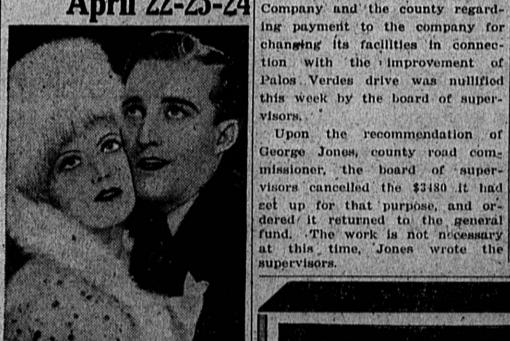 April 22-23-24
Company and the county regard-
ing payment to the company for
changing its facilities in connec-
tion with the improvement of
Palos Verdes drive was nullified
this week by the board of super-
visors.
Upon the recommendation of
George Jones, county road com-
missioner, the board of super-
visors cancelled the $3480 it had
set up for that purpose, and or-
dered it returned to the general
fund. The work is not necessary
at this time, Jones wrote the
supervisors.